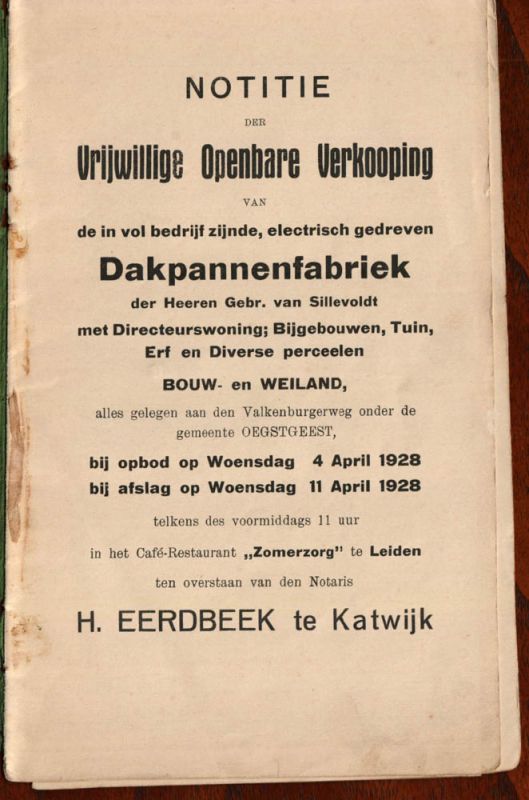 NOTITIE
DER
Vrijwillige Openbare Verkooping
VAN
de in vol bedrijf zijnde, electrisch gedreven
Dakpannenfabriek
der Heeren Gebr. van Sillevoldt
met Directeurswoning; Bijgebouwen, Tuin,
Erf en Diverse perceelen
BOUW- en WEILAND,
alles gelegen aan den Valkenburgerweg onder de
gemeente OEGSTGEEST,
bij opbod op Woensdag 4 April 1928
bij afslag op Woensdag 11 April 1928
telkens des voormiddags 11 uur
in het Café-Restaurant „Zomerzorg" te Leiden
ten overstaan van den Notaris
H. EERDBEEK te Katwijk